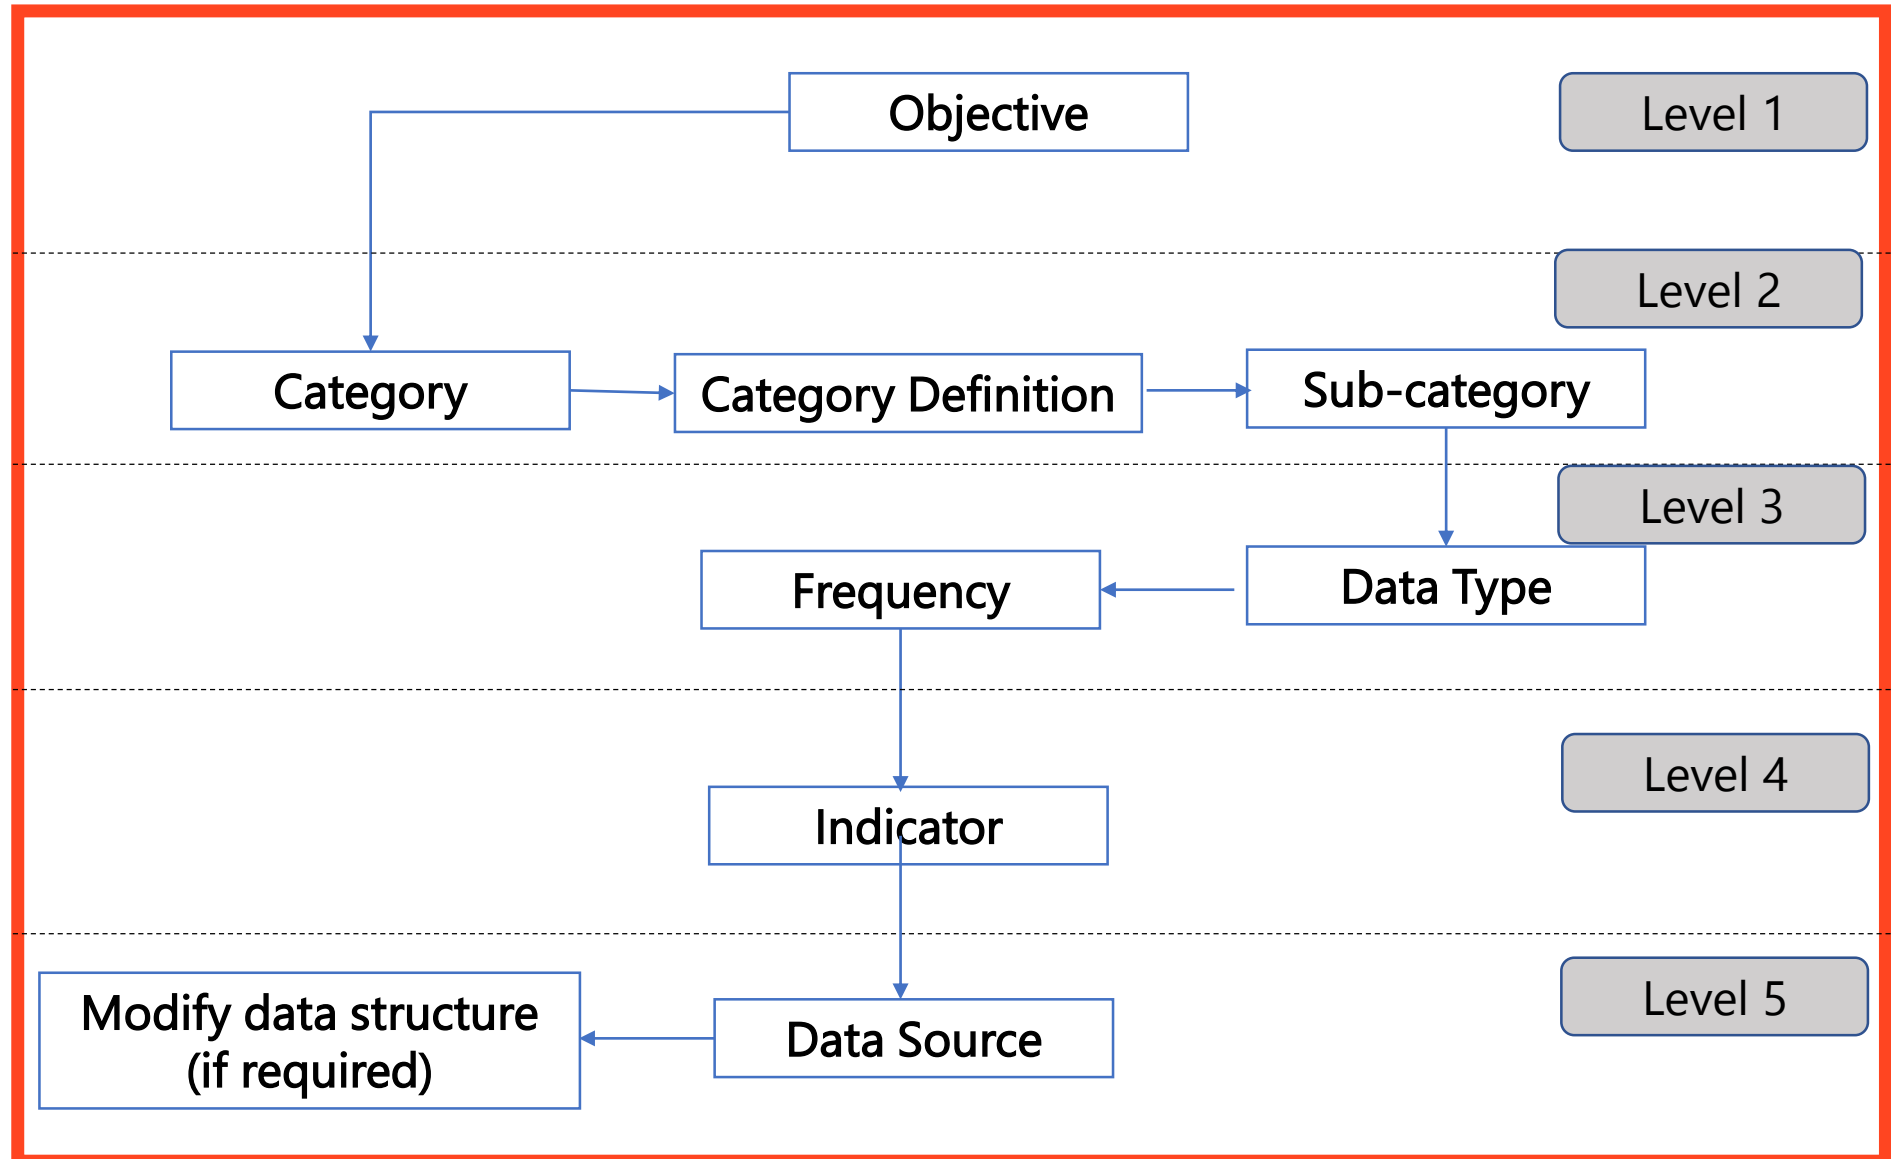 Objective
Level 1
Level 2
Category
Category Definition
Sub-category
Level 3
Frequency
Data Type
Level 4
Indicator
Level 5
Modify data structure
(if required)
Data Source